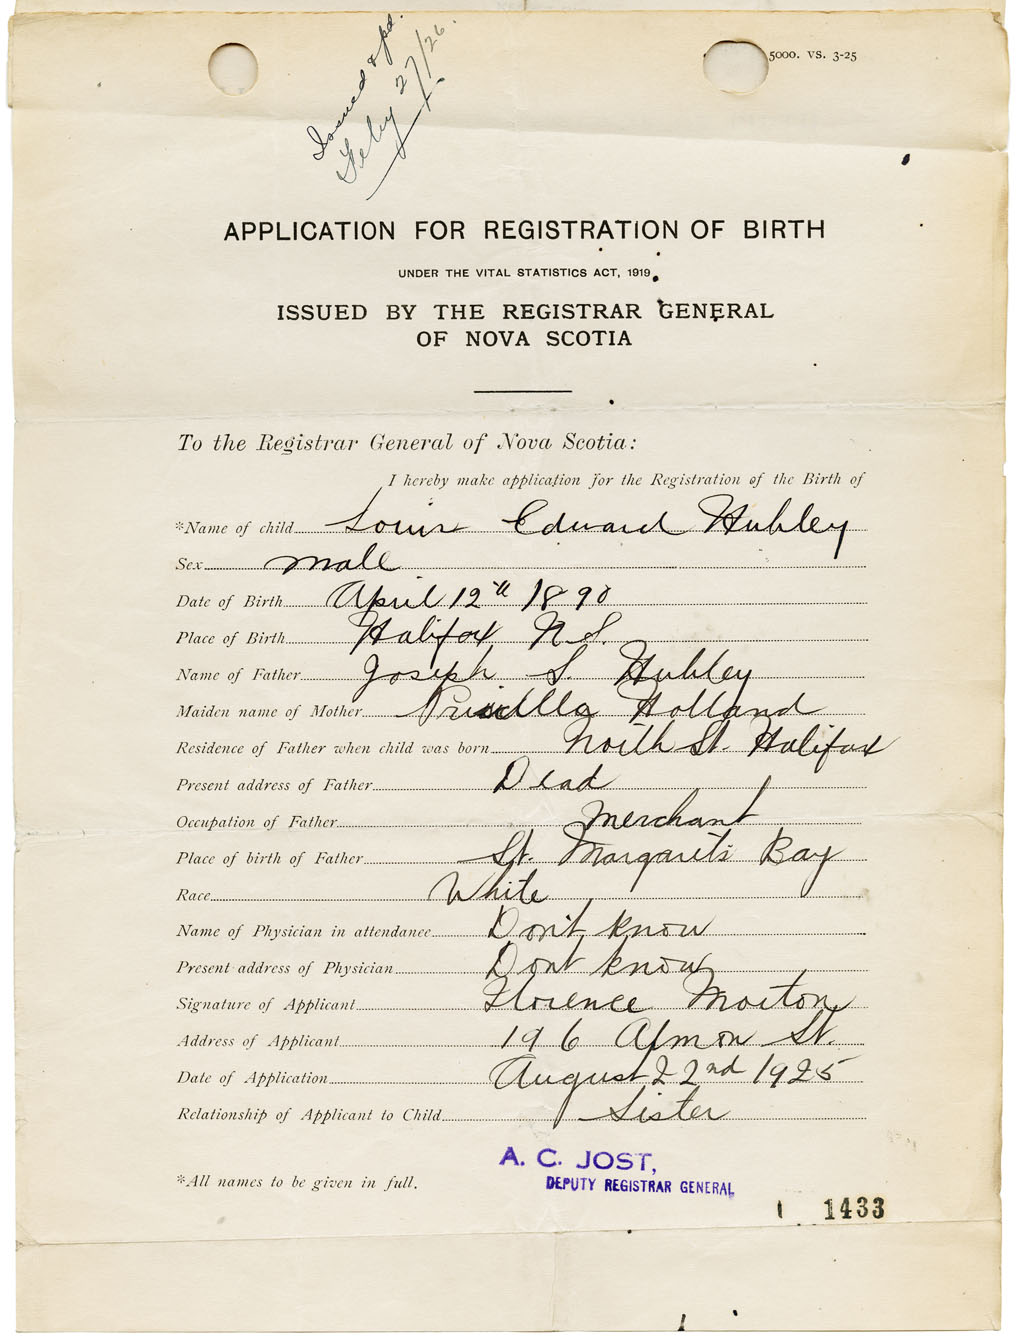 Issued & pd.
Feby 27/26.
5000. VS. 3-25
APPLICATION FOR REGISTRATION OF BIRTH
UNDER THE VITAL STATISTICS ACT, 1919.
ISSUED BY THE REGISTRAR GENERAL
OF NOVA SCOTIA
To the Registrar General of Nova Scotia:
I hereby make application for the Registration of the Birth of
*Name of child Louis Edward Hubley
Sex male
Date of Birth April 12th 1890
Place of Birth Halifax N.S.
Name of Father Joseph S. Hubley
Maiden name of Mother Priscilla Holland
Residence of Father when child was born North St. Halifax
Present address of Father Dead
Occupation of Father Merchant
Place of birth of Father St. Margarets Bay
Race White
Name of Physician in attendance Don't know
Present address of Physician Dont know
Signature of Applicant Florence Morton
Address of Applicant 196 Almon St.
Date of Application August 22nd 1925
Relationship of Applicant to Child Sister
A. C. JOST,
DEPUTY REGISTRAR GENERAL
*All names to be given in full.
1433